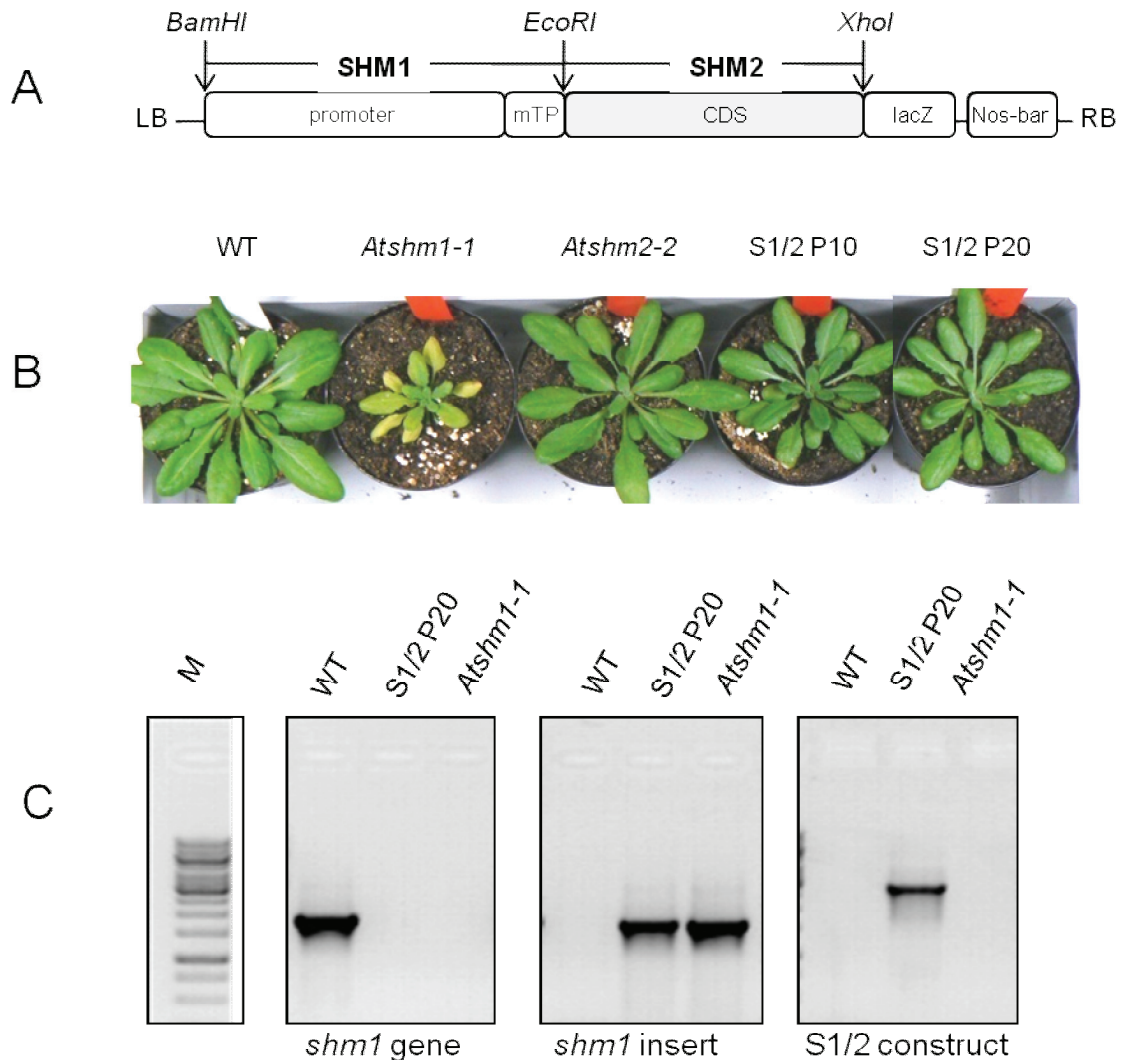 A
BamHI EcoRI XhoI
SHM1 SHM2
LB promoter mTP CDS lacZ Nos-bar RB
B
WT Atshm1-1 Atshm2-2 S1/2 P10 S1/2 P20
C
M WT S1/2 P20 Atshm1-1 WT S1/2 P20 Atshm1-1 WT S1/2 P20 Atshm1-1
shm1 gene shm1 insert S1/2 construct